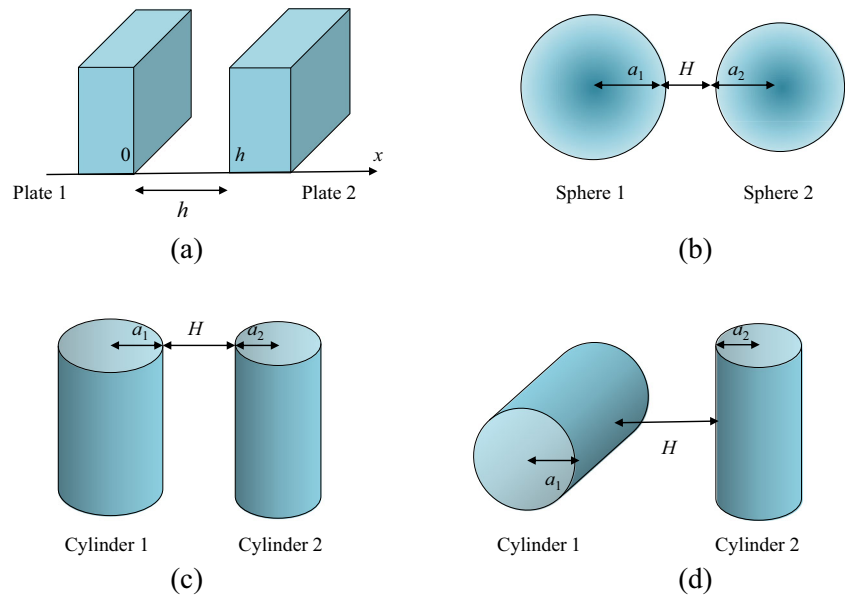 0
h
x
Plate 1
h
Plate 2
(a)
a₁
H
a₂
Sphere 1
Sphere 2
(b)
a₁
H
a₂
Cylinder 1
Cylinder 2
(c)
a₂
H
a₁
Cylinder 1
Cylinder 2
(d)